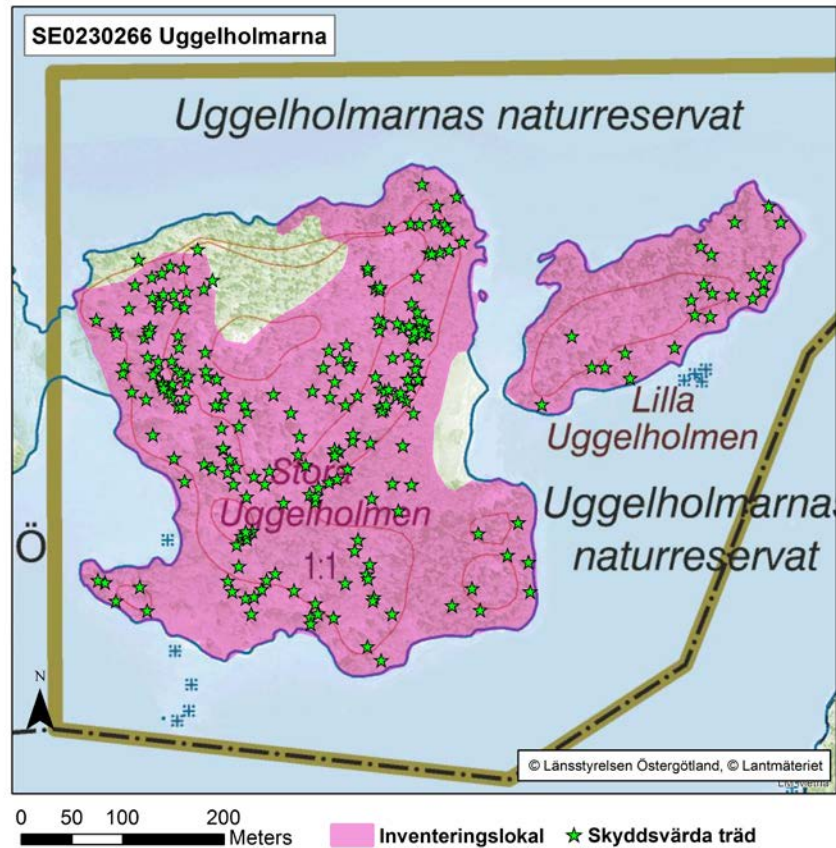 SE0230266 Uggelholmarna
Uggelholmarnas naturreservat
Lilla
Uggelholmen
Stora
Uggelholmen
1:1
Uggelholmarnas
naturreservat
Ö
N
© Länsstyrelsen Östergötland, © Lantmäteriet
0 50 100 200
Meters
Inventeringslokal
Skyddsvärda träd